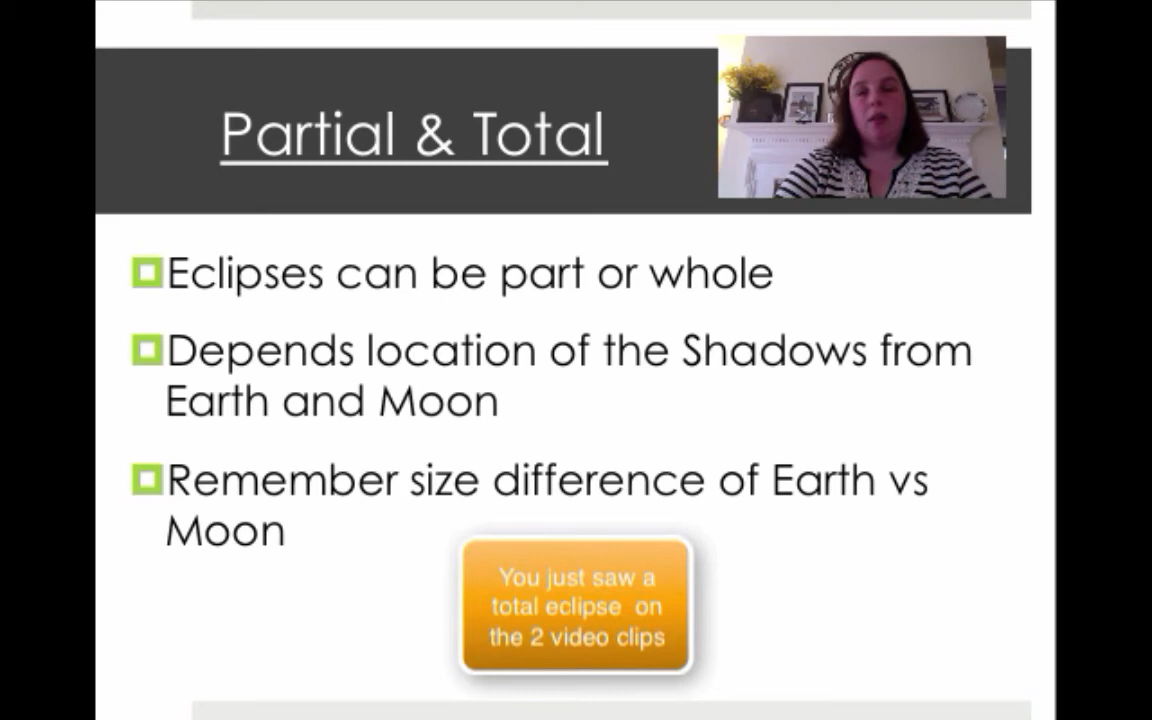 Partial & Total
Eclipses can be part or whole
Depends location of the Shadows from
Earth and Moon
Remember size difference of Earth vs
Moon
You just saw a
total eclipse on
the 2 video clips